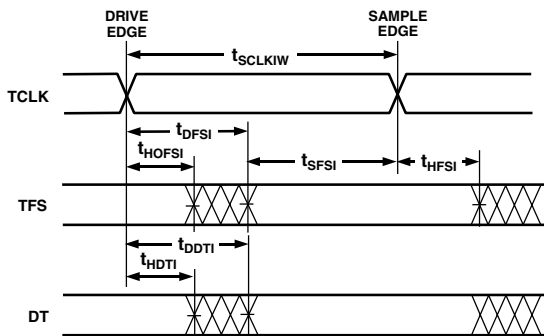 DRIVE EDGE
SAMPLE EDGE
tSCLKIW
TCLK
tDFSI
tHOFSI
tSFSI
tHFSI
TFS
tDDTI
tHDTI
DT